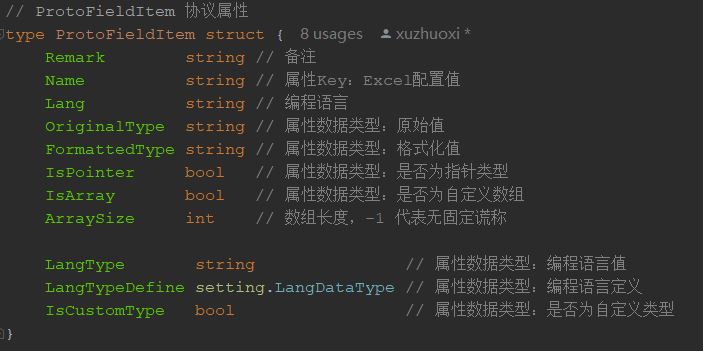 // ProtoFieldItem 协议属性
type ProtoFieldItem struct { 8 usages xuzhuoxi *
Remark string // 备注
Name string // 属性Key：Excel配置值
Lang string // 编程语言
OriginalType string // 属性数据类型：原始值
FormattedType string // 属性数据类型：格式化值
IsPointer bool // 属性数据类型：是否为指针类型
IsArray bool // 属性数据类型：是否为自定义数组
ArraySize int // 数组长度，-1 代表无固定谎称
LangType string // 属性数据类型：编程语言值
LangTypeDefine setting.LangDataType // 属性数据类型：编程语言定义
IsCustomType bool // 属性数据类型：是否为自定义类型
}